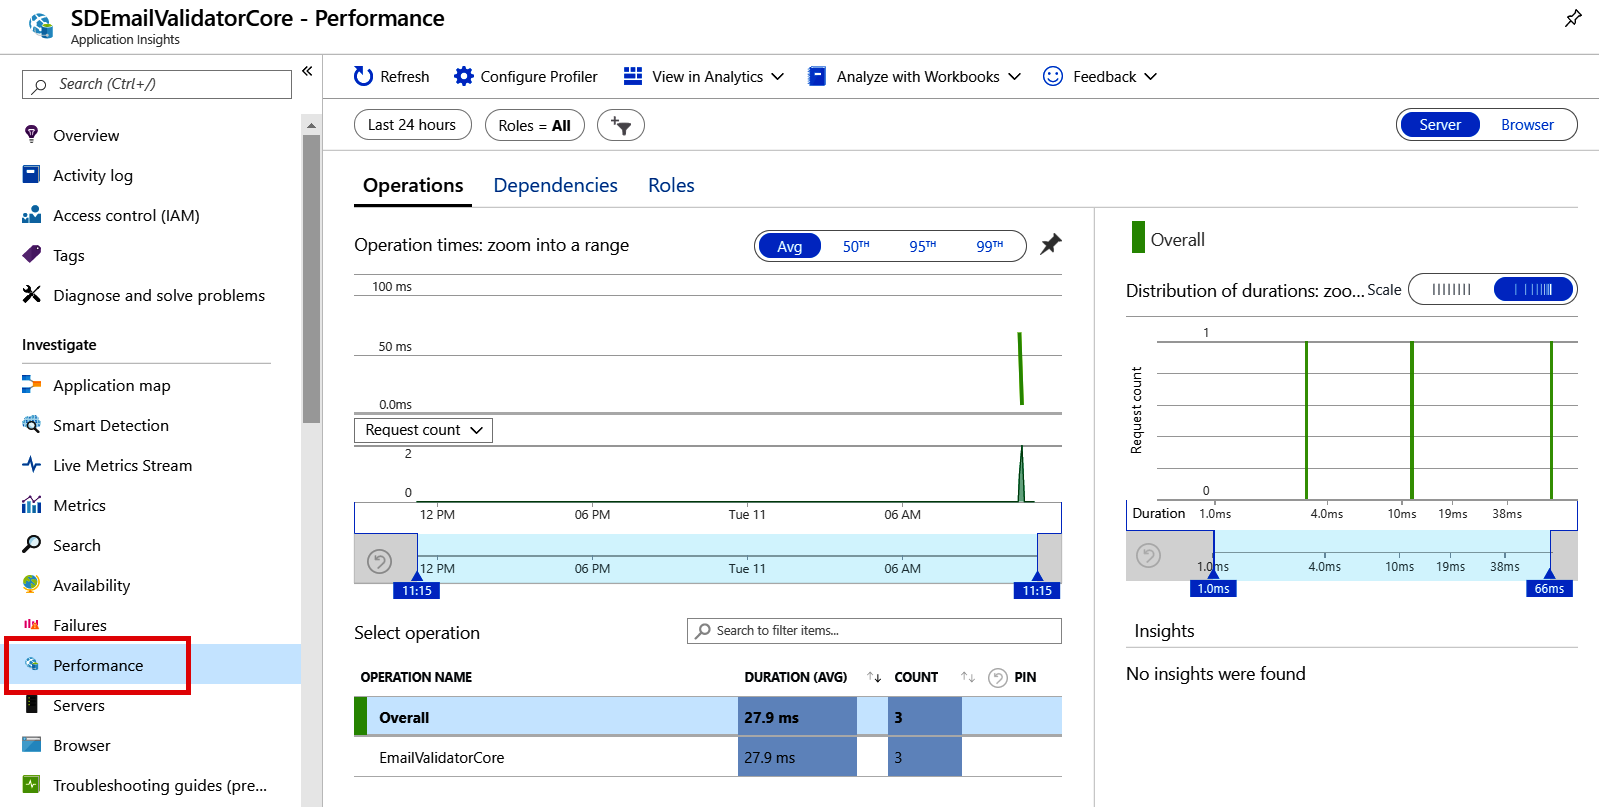 SDEmailValidatorCore - Performance
Application Insights
Search (Ctrl+/)
«
Overview
Activity log
Access control (IAM)
Tags
Diagnose and solve problems
Investigate
Application map
Smart Detection
Live Metrics Stream
Metrics
Search
Availability
Failures
Performance
Servers
Browser
Troubleshooting guides (pre...
Refresh
Configure Profiler
View in Analytics
Analyze with Workbooks
Feedback
Last 24 hours
Roles = All
Server
Browser
Operations
Dependencies
Roles
Operation times: zoom into a range
Avg
50TH
95TH
99TH
100 ms
50 ms
0.0ms
Request count
2
0
12 PM
06 PM
Tue 11
06 AM
12 PM
06 PM
Tue 11
06 AM
11:15
11:15
Select operation
Search to filter items...
OPERATION NAME
DURATION (AVG)
COUNT
PIN
Overall
27.9 ms
3
EmailValidatorCore
27.9 ms
3
Overall
Distribution of durations: zoo...
Scale
Request count
1
0
Duration
1.0ms
4.0ms
10ms
19ms
38ms
1.0ms
4.0ms
10ms
19ms
38ms
1.0ms
66ms
Insights
No insights were found